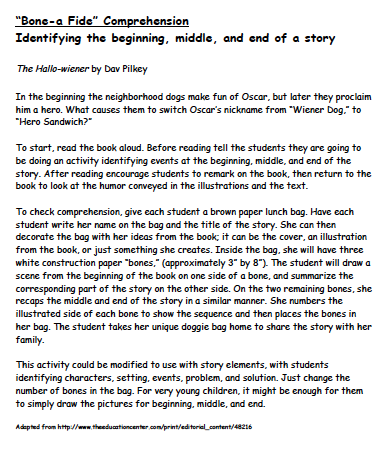 “Bone-a Fide” Comprehension
Identifying the beginning, middle, and end of a story
The Hallo-wiener by Dav Pilkey
In the beginning the neighborhood dogs make fun of Oscar, but later they proclaim
him a hero. What causes them to switch Oscar’s nickname from “Wiener Dog,” to
“Hero Sandwich?”
To start, read the book aloud. Before reading tell the students they are going to
be doing an activity identifying events at the beginning, middle, and end of the
story. After reading encourage students to remark on the book, then return to the
book to look at the humor conveyed in the illustrations and the text.
To check comprehension, give each student a brown paper lunch bag. Have each
student write her name on the bag and the title of the story. She can then
decorate the bag with her ideas from the book; it can be the cover, an illustration
from the book, or just something she creates. Inside the bag, she will have three
white construction paper “bones,” (approximately 3” by 8”). The student will draw a
scene from the beginning of the book on one side of a bone, and summarize the
corresponding part of the story on the other side. On the two remaining bones, she
recaps the middle and end of the story in a similar manner. She numbers the
illustrated side of each bone to show the sequence and then places the bones in
her bag. The student takes her unique doggie bag home to share the story with her
family.
This activity could be modified to use with story elements, with students
identifying characters, setting, events, problem, and solution. Just change the
number of bones in the bag. For very young children, it might be enough for them
to simply draw the pictures for beginning, middle, and end.
Adapted from http://www.theeducationcenter.com/print/editorial_content/48216